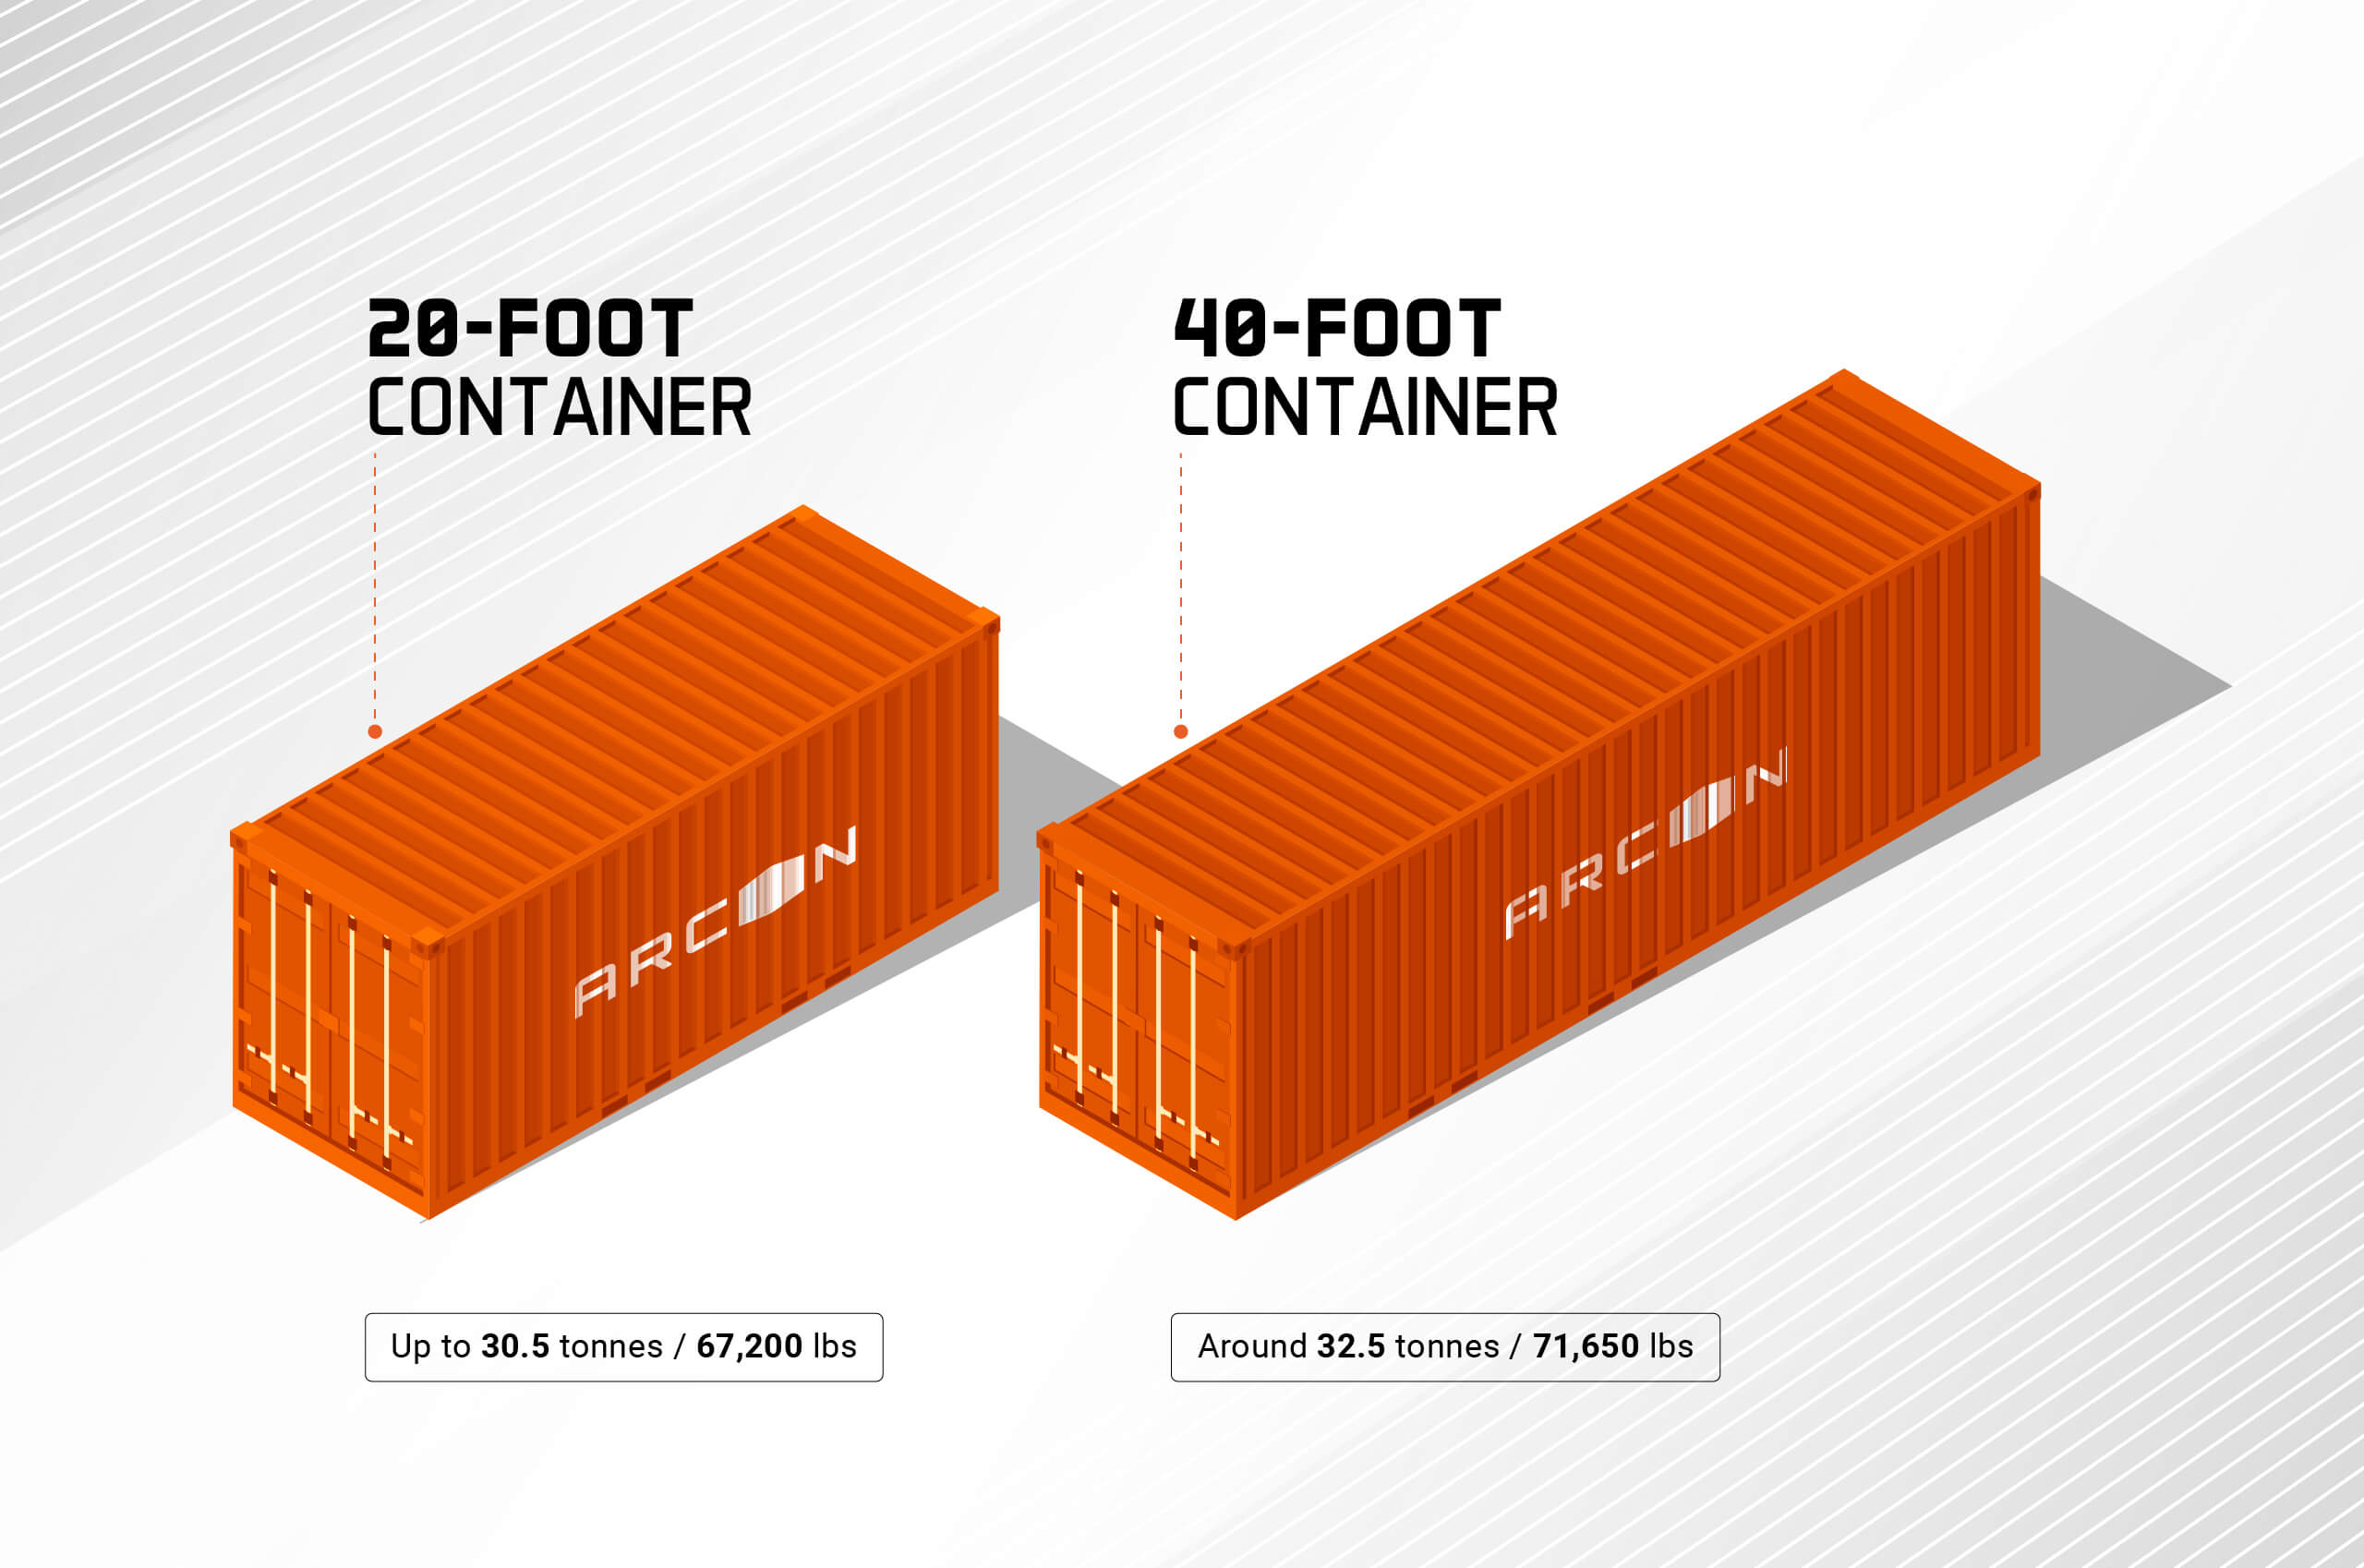 20-FOOT
CONTAINER
40-FOOT
CONTAINER
ARCON
ARCON
Up to 30.5 tonnes / 67,200 lbs
Around 32.5 tonnes / 71,650 lbs